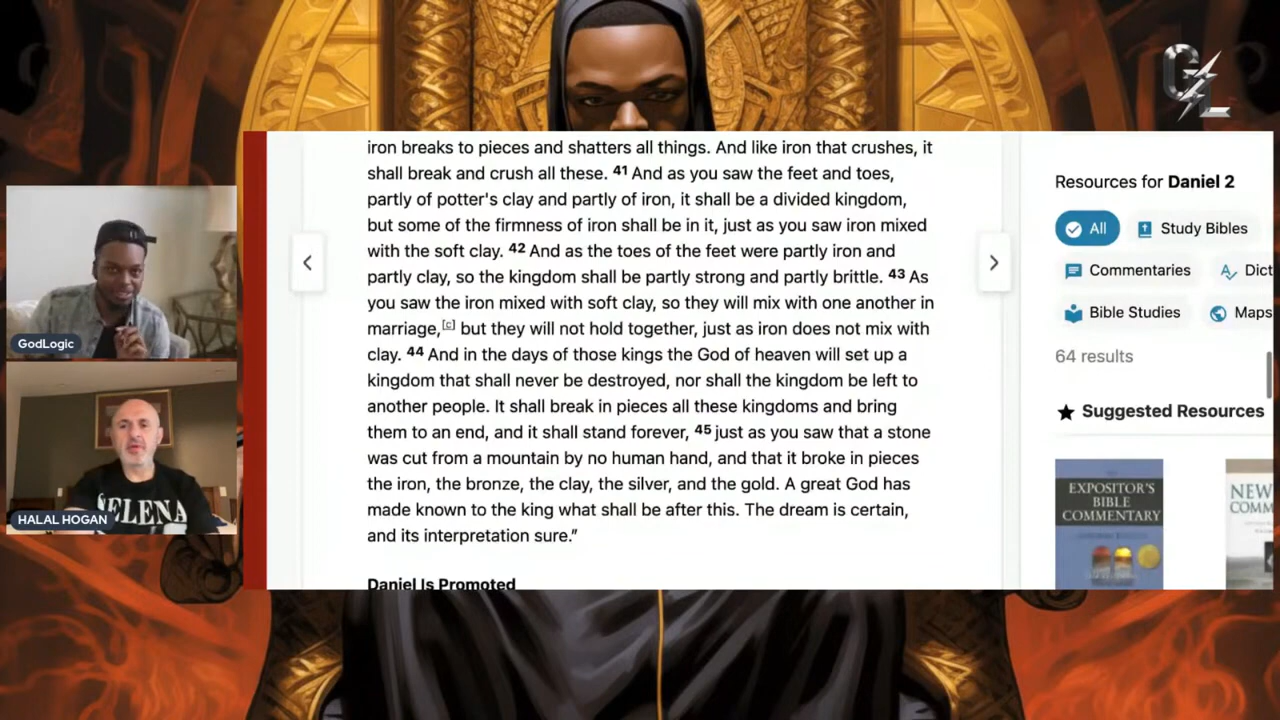 GL
iron breaks to pieces and shatters all things. And like iron that crushes, it
shall break and crush all these. 41 And as you saw the feet and toes,
partly of potter's clay and partly of iron, it shall be a divided kingdom,
but some of the firmness of iron shall be in it, just as you saw iron mixed
with the soft clay. 42 And as the toes of the feet were partly iron and
partly clay, so the kingdom shall be partly strong and partly brittle. 43 As
you saw the iron mixed with soft clay, so they will mix with one another in
marriage,[c] but they will not hold together, just as iron does not mix with
clay. 44 And in the days of those kings the God of heaven will set up a
kingdom that shall never be destroyed, nor shall the kingdom be left to
another people. It shall break in pieces all these kingdoms and bring
them to an end, and it shall stand forever, 45 just as you saw that a stone
was cut from a mountain by no human hand, and that it broke in pieces
the iron, the bronze, the clay, the silver, and the gold. A great God has
made known to the king what shall be after this. The dream is certain,
and its interpretation sure.”
Daniel Is Promoted
Resources for Daniel 2
All
Study Bibles
Commentaries
Dict
Bible Studies
Maps
64 results
Suggested Resources
EXPOSITOR'S
BIBLE
COMMENTARY
NEW
COMM
GodLogic
SELENA
HALAL HOGAN